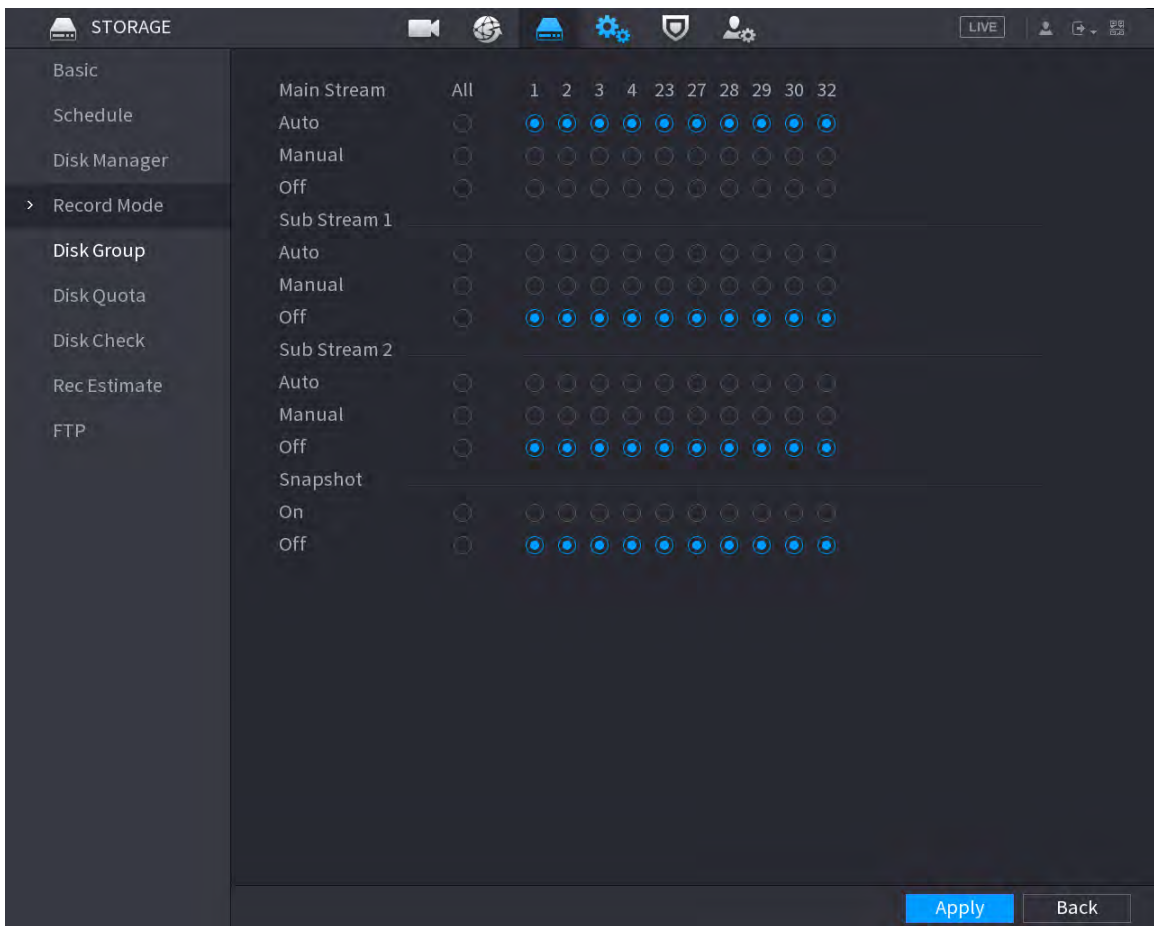 STORAGE
LIVE
Basic
Schedule
Disk Manager
> Record Mode
Disk Group
Disk Quota
Disk Check
Rec Estimate
FTP
Main Stream All 1 2 3 4 23 27 28 29 30 32
Auto
Manual
Off
Sub Stream 1
Auto
Manual
Off
Sub Stream 2
Auto
Manual
Off
Snapshot
On
Off
Apply Back